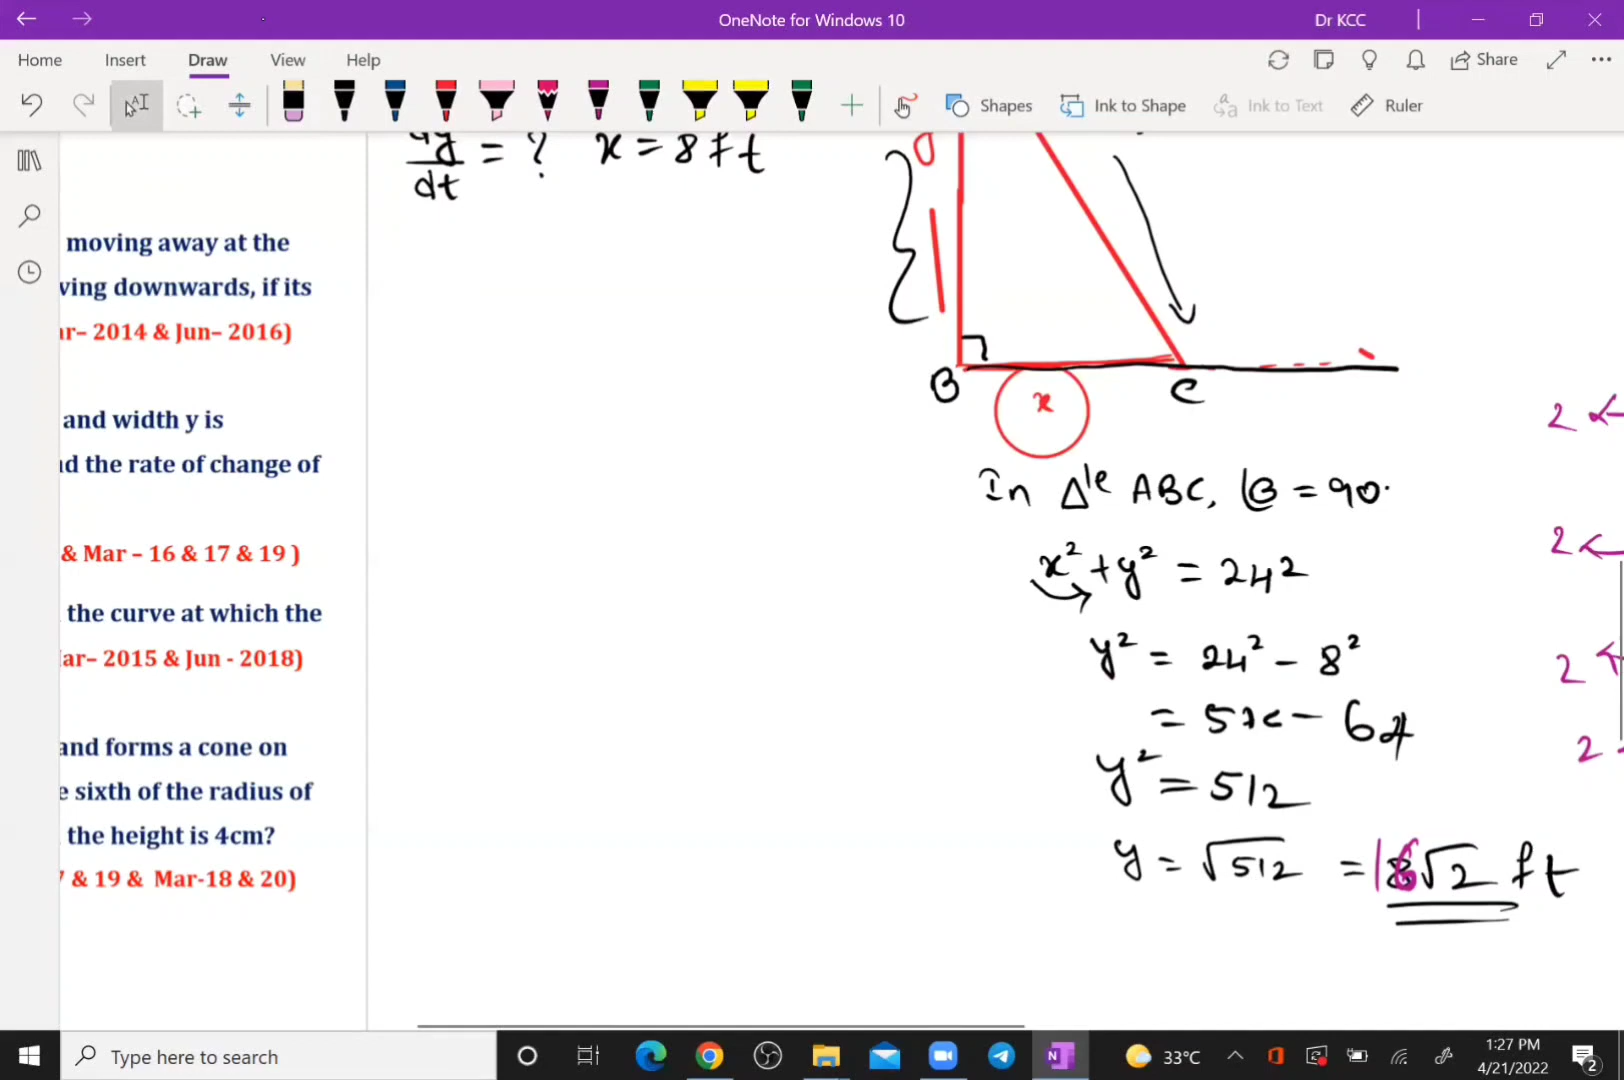 OneNote for Windows 10
Dr KCC
Home Insert Draw View Help
Share
Shapes Ink to Shape Ink to Text Ruler
dy/dt = ? x = 8 Ft
moving away at the
ving downwards, if its
r– 2014 & Jun– 2016)
and width y is
d the rate of change of
& Mar – 16 & 17 & 19 )
the curve at which the
ar– 2015 & Jun - 2018)
and forms a cone on
e sixth of the radius of
the height is 4cm?
& 19 & Mar-18 & 20)
B
C
x
In Δle ABC, ∠B = 90·
x² + y² = 24²
y² = 24² – 8²
– 64
y² = 512
y = √512 = 16√2 ft
2
2
2
2
Type here to search
33°C
1:27 PM
4/21/2022
2